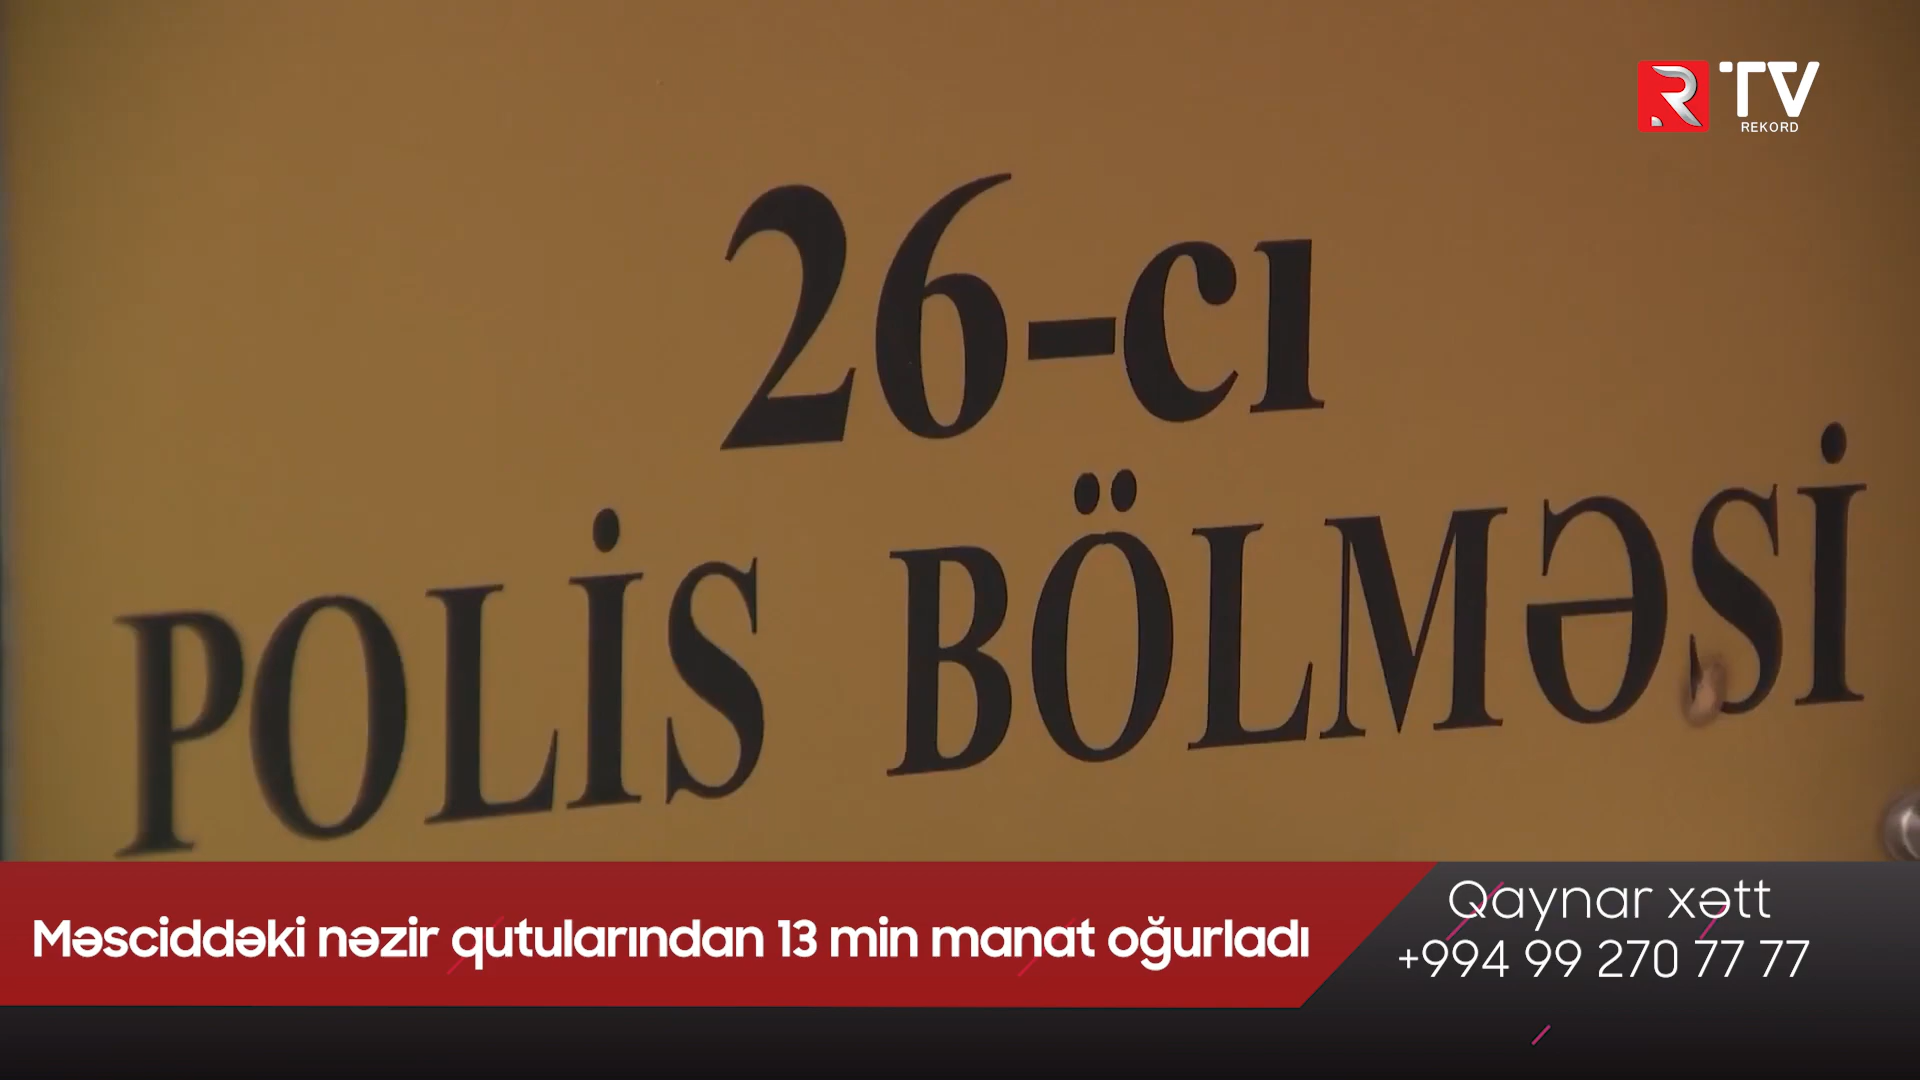 TV
REKORD
26-cı
POLİS BÖLMƏSİ
Məsciddəki nəzir qutularından 13 min manat oğurladı
Qaynar xətt
+994 99 270 77 77